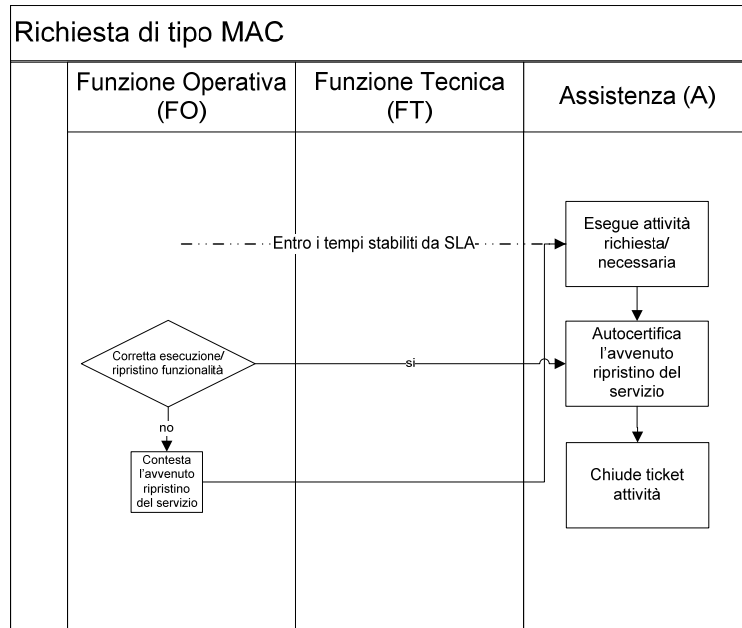 Richiesta di tipo MAC
Funzione Operativa
(FO)
Funzione Tecnica
(FT)
Assistenza (A)
Esegue attività
richiesta/
necessaria
Entro i tempi stabiliti da SLA
Corretta esecuzione/
ripristino funzionalità
si
Autocertifica
l'avvenuto
ripristino del
servizio
no
Contesta
l'avvenuto
ripristino
del servizio
Chiude ticket
attività